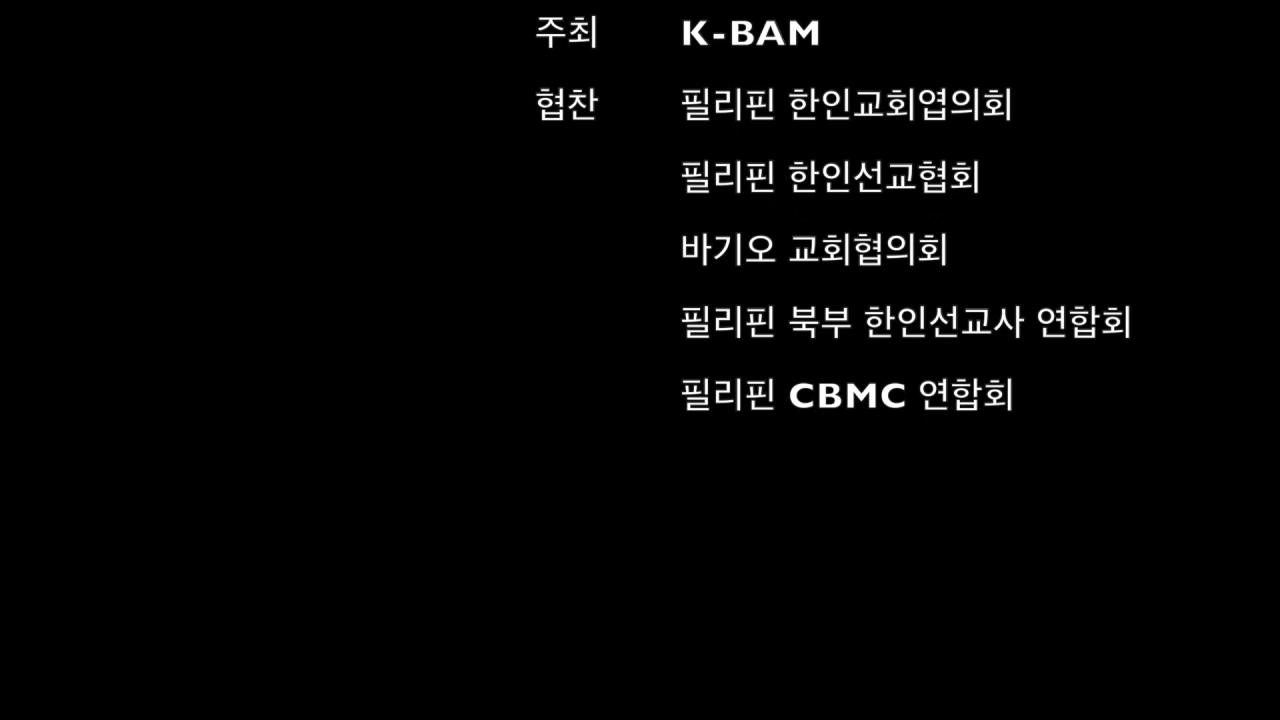 주최 K-BAM
협찬 필리핀 한인교회엽의회
필리핀 한인선교협회
바기오 교회협의회
필리핀 북부 한인선교사 연합회
필리핀 CBMC 연합회